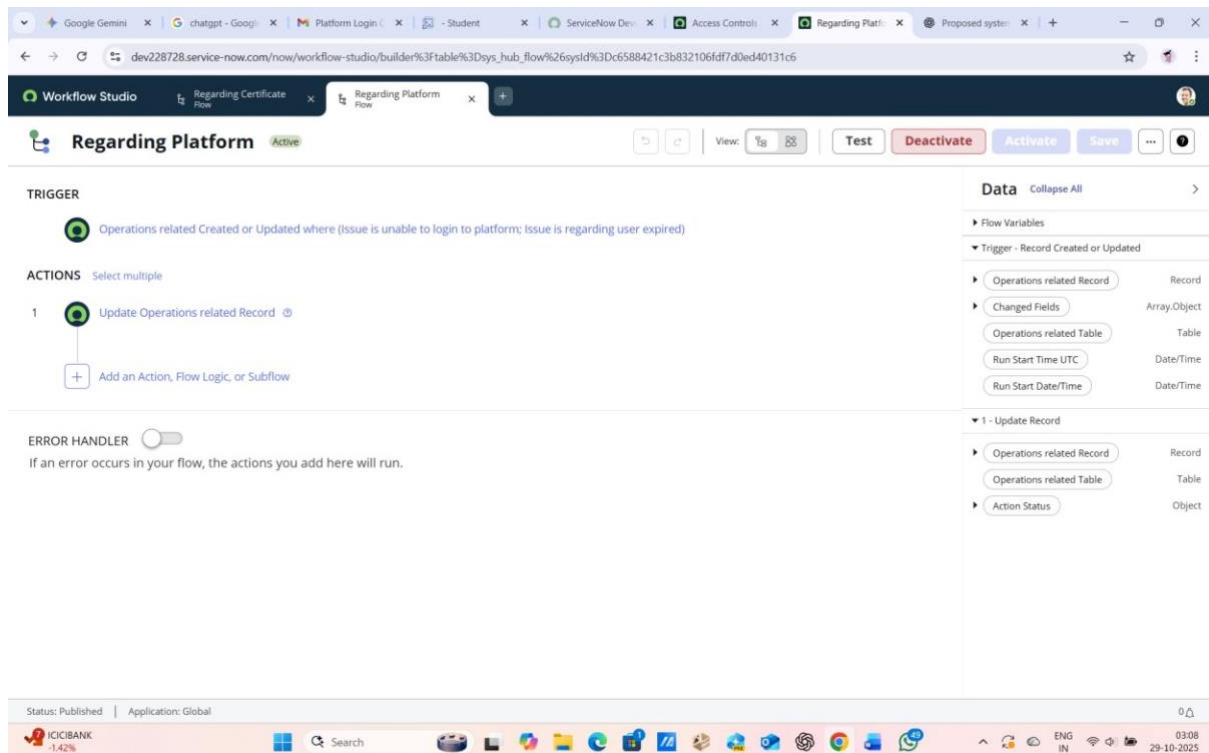 Google Gemini
chatgpt - Googl
Platform Login C
- Student
ServiceNow Dev
Access Controls
Regarding Platfo
Proposed system
dev228728.service-now.com/now/workflow-studio/builder%3Ftable%3Dsys_hub_flow%26sysId%3Dc6588421c3b832106fdf7d0ed40131c6
Workflow Studio
Regarding Certificate
Flow
Regarding Platform
Flow
Regarding Platform Active
View:
Test
Deactivate
Activate
Save
TRIGGER
Operations related Created or Updated where (Issue is unable to login to platform; Issue is regarding user expired)
ACTIONS Select multiple
1 Update Operations related Record
Add an Action, Flow Logic, or Subflow
ERROR HANDLER
If an error occurs in your flow, the actions you add here will run.
Data Collapse All
Flow Variables
Trigger - Record Created or Updated
Operations related Record Record
Changed Fields Array.Object
Operations related Table Table
Run Start Time UTC Date/Time
Run Start Date/Time Date/Time
1 - Update Record
Operations related Record Record
Operations related Table Table
Action Status Object
Status: Published | Application: Global
0
ICICIBANK
-1.42%
Search
ENG
IN
03:08
29-10-2025